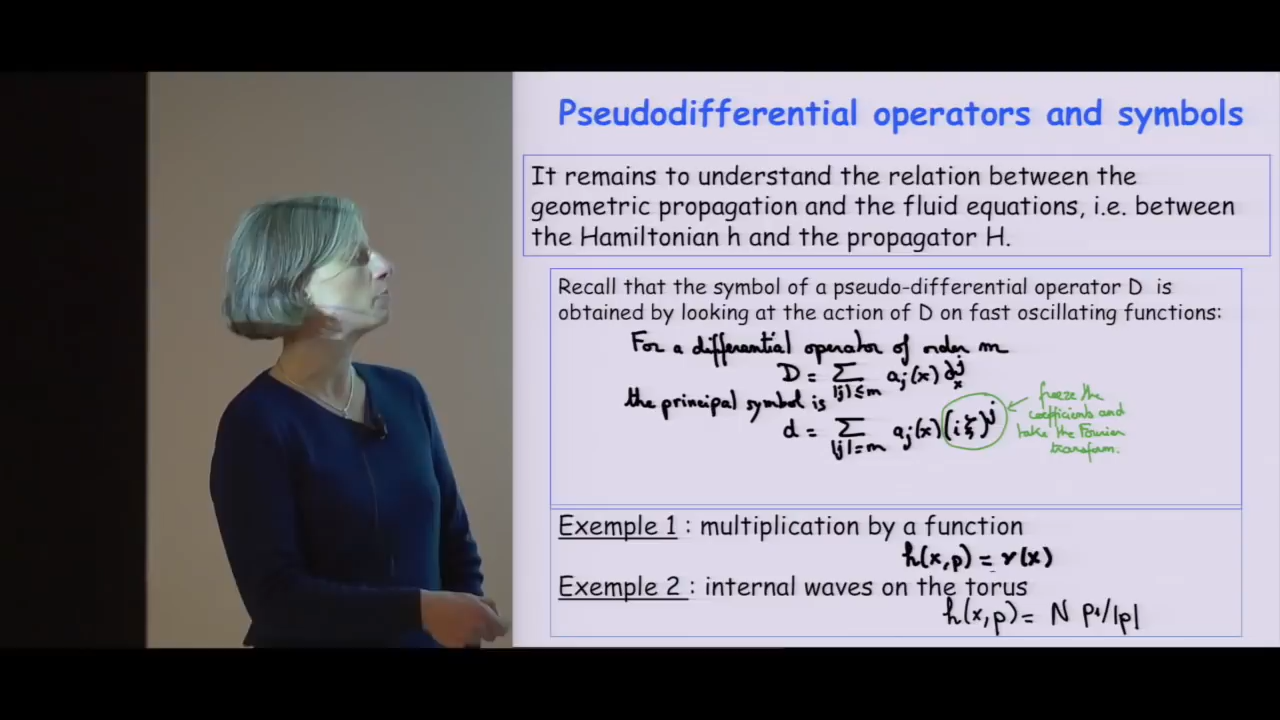 Pseudodifferential operators and symbols
It remains to understand the relation between the
geometric propagation and the fluid equations, i.e. between
the Hamiltonian h and the propagator H.
Recall that the symbol of a pseudo-differential operator D is
obtained by looking at the action of D on fast oscillating functions:
For a differential operator of order m
D = ∑_{|j|≤m} a_j(x) ∂_x^j
the principal symbol is
d = ∑_{|j|=m} a_j(x) (iξ)^j
freeze the
coefficients and
take the Fourier
transform.
Exemple 1 : multiplication by a function
h(x,p) = r(x)
Exemple 2 : internal waves on the torus
h(x,p) = N p₁/|p|